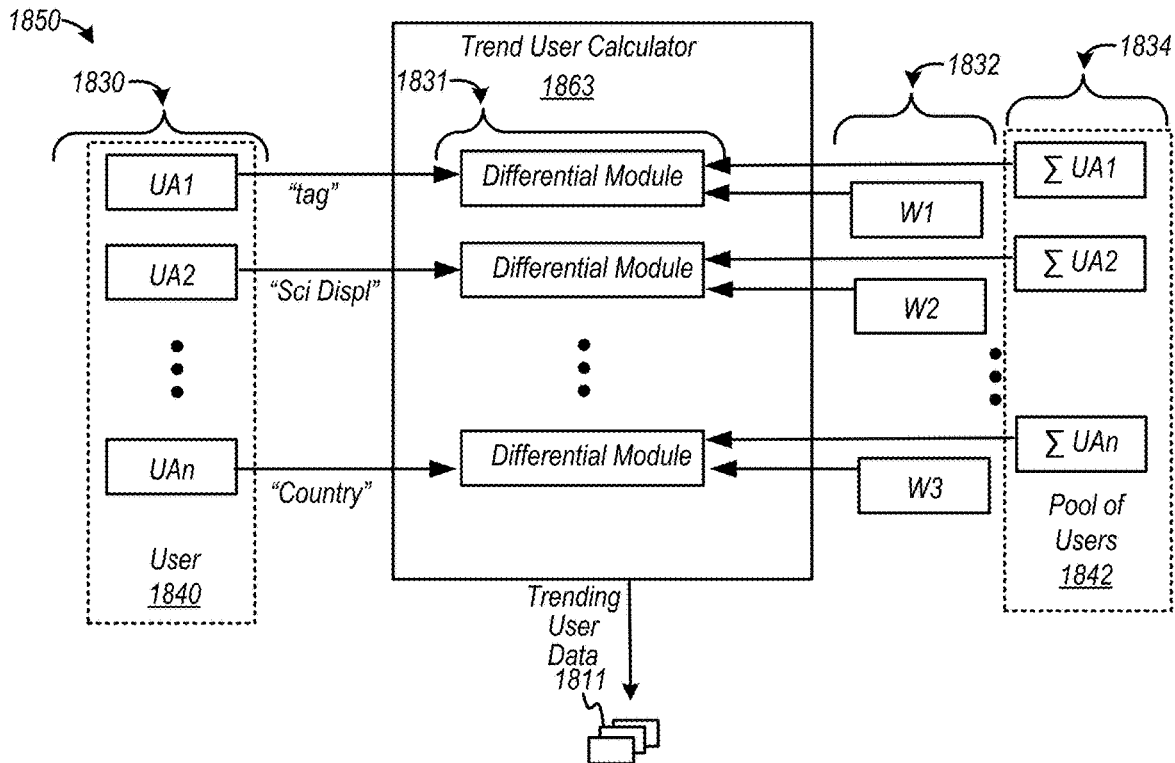 1850
1830
1831
Trend User Calculator
1863
1832
1834
UA1
"tag"
Differential Module
W1
∑ UA1
UA2
"Sci Displ"
Differential Module
W2
∑ UA2
UAn
"Country"
Differential Module
W3
∑ UAn
User
1840
Pool of
Users
1842
Trending
User
Data
1811